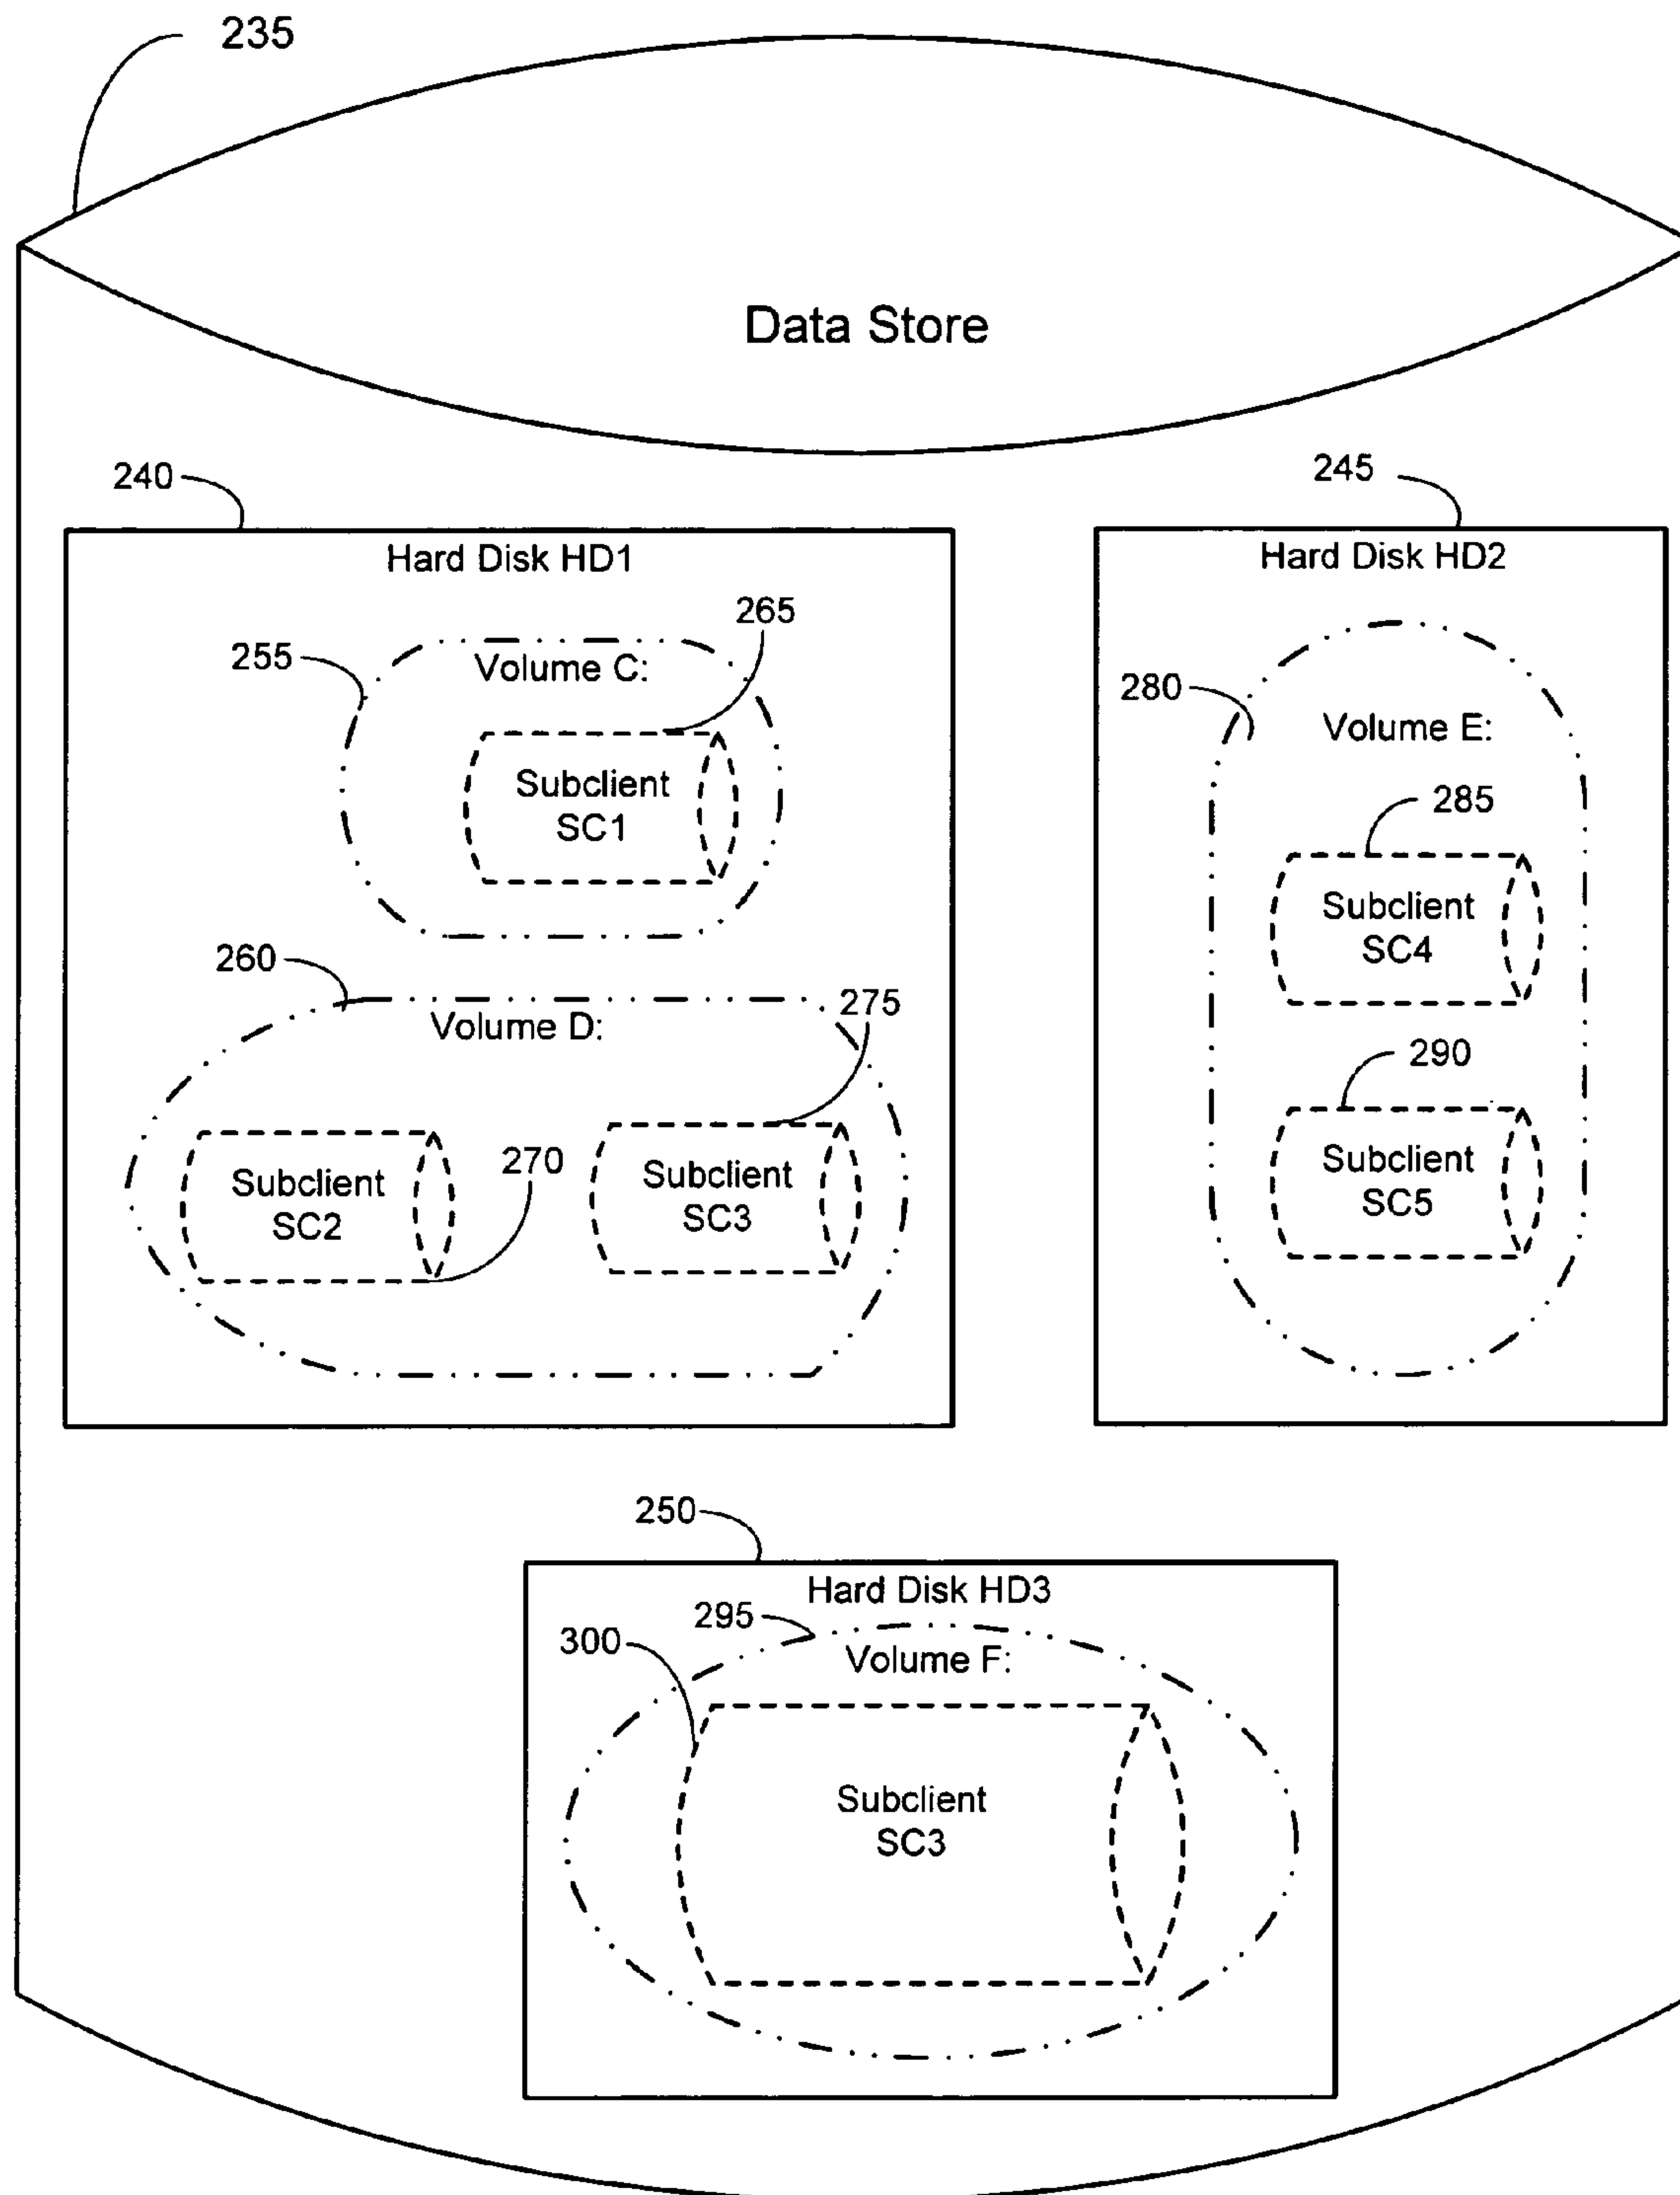 235
Data Store
240
245
Hard Disk HD1
Hard Disk HD2
265
255
Volume C:
280
Volume E:
Subclient
SC1
285
Subclient
SC4
260
275
Volume D:
290
270
Subclient
SC2
Subclient
SC3
Subclient
SC5
250
Hard Disk HD3
295
300
Volume F:
Subclient
SC3